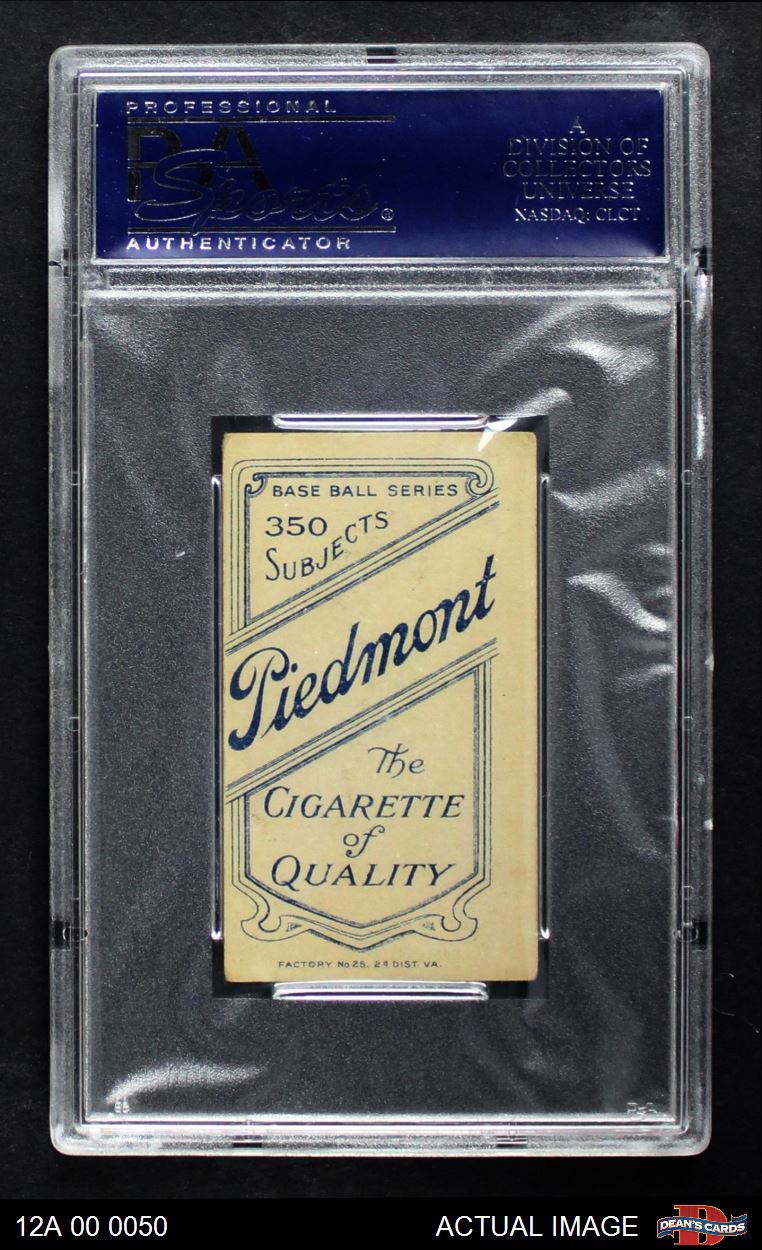 PROFESSIONAL
PSA
Sports®
AUTHENTICATOR
A
DIVISION OF
COLLECTORS
UNIVERSE
NASDAQ: CLCT
BASE BALL SERIES
350
SUBJECTS
Piedmont
The
CIGARETTE
of
QUALITY
FACTORY No 25. 2d DIST. VA.
PSA
12A 00 0050
ACTUAL IMAGE
DEAN'S CARDS